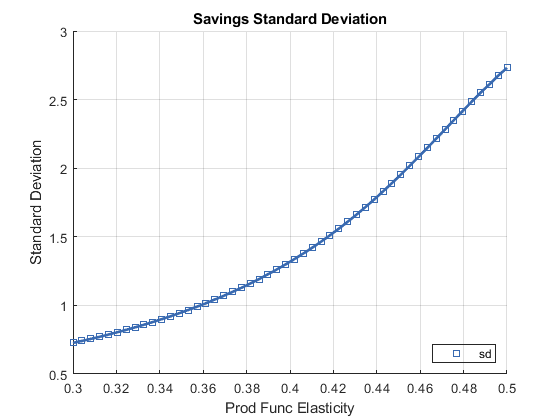 Savings Standard Deviation
3
2.5
2
1.5
1
0.5
Standard Deviation
sd
0.3 0.32 0.34 0.36 0.38 0.4 0.42 0.44 0.46 0.48 0.5
Prod Func Elasticity